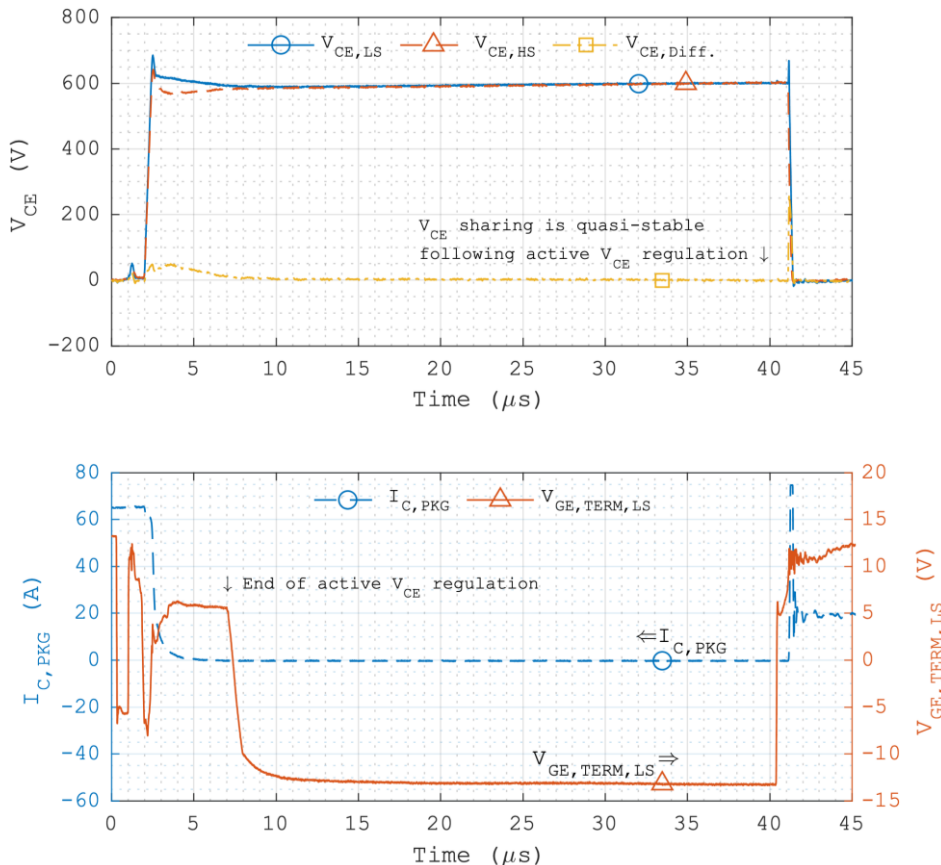 800
600
400
200
0
-200
V_CE (V)
V_CE,LS V_CE,HS V_CE,Diff.
V_CE sharing is quasi-stable
following active V_CE regulation ↓
0 5 10 15 20 25 30 35 40 45
Time (μs)
80
60
40
20
0
-20
-40
-60
I_C,PKG (A)
I_C,PKG V_GE,TERM,LS
↓ End of active V_CE regulation
⇐I_C,PKG
V_GE,TERM,LS⇒
20
15
10
5
0
-5
-10
-15
V_GE,TERM,LS (V)
0 5 10 15 20 25 30 35 40 45
Time (μs)